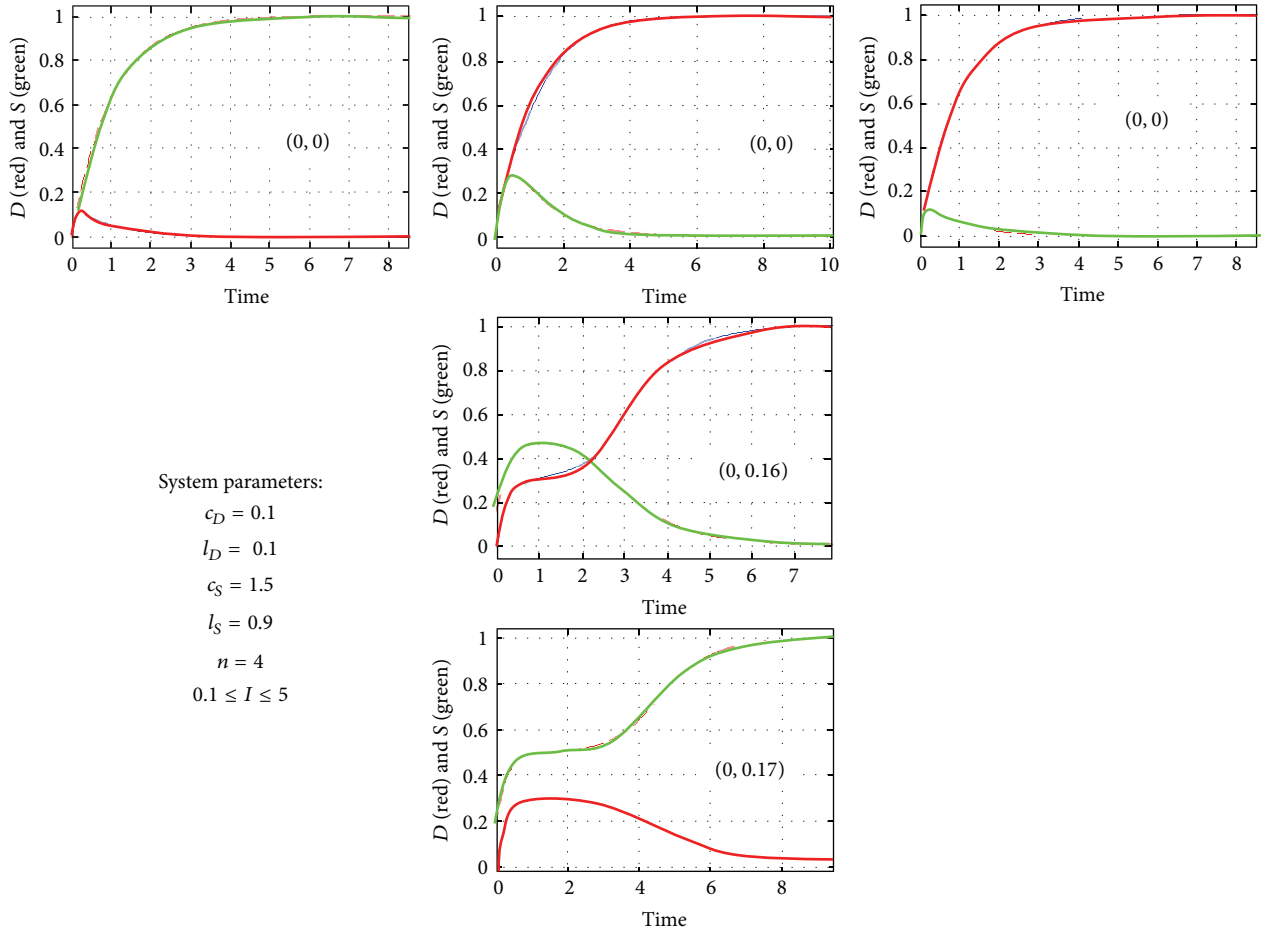 D (red) and S (green)
1
0.8
0.6
0.4
0.2
0
(0, 0)
0 1 2 3 4 5 6 7 8
Time
D (red) and S (green)
1
0.8
0.6
0.4
0.2
0
(0, 0)
0 2 4 6 8 10
Time
D (red) and S (green)
1
0.8
0.6
0.4
0.2
0
(0, 0)
0 1 2 3 4 5 6 7 8
Time
System parameters:
c_D = 0.1
l_D = 0.1
c_S = 1.5
l_S = 0.9
n = 4
0.1 ≤ I ≤ 5
D (red) and S (green)
1
0.8
0.6
0.4
0.2
0
(0, 0.16)
0 1 2 3 4 5 6 7
Time
D (red) and S (green)
1
0.8
0.6
0.4
0.2
0
(0, 0.17)
0 2 4 6 8
Time